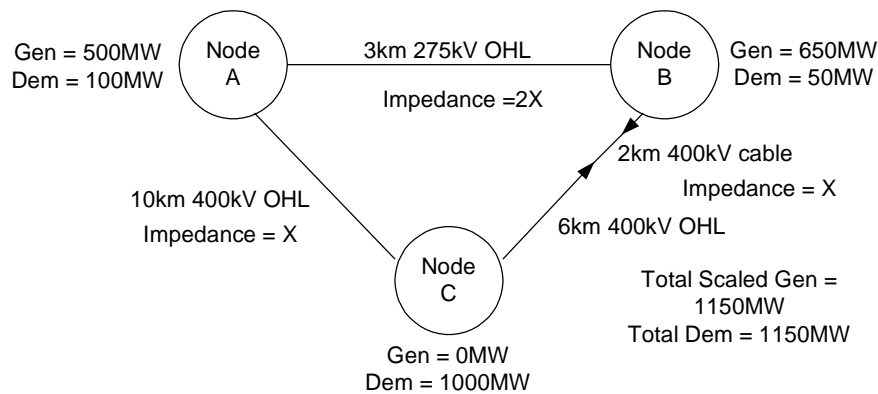 Gen = 500MW
Dem = 100MW
Node
A
3km 275kV OHL
Impedance =2X
Node
B
Gen = 650MW
Dem = 50MW
2km 400kV cable
Impedance = X
10km 400kV OHL
Impedance = X
6km 400kV OHL
Node
C
Gen = 0MW
Dem = 1000MW
Total Scaled Gen =
1150MW
Total Dem = 1150MW